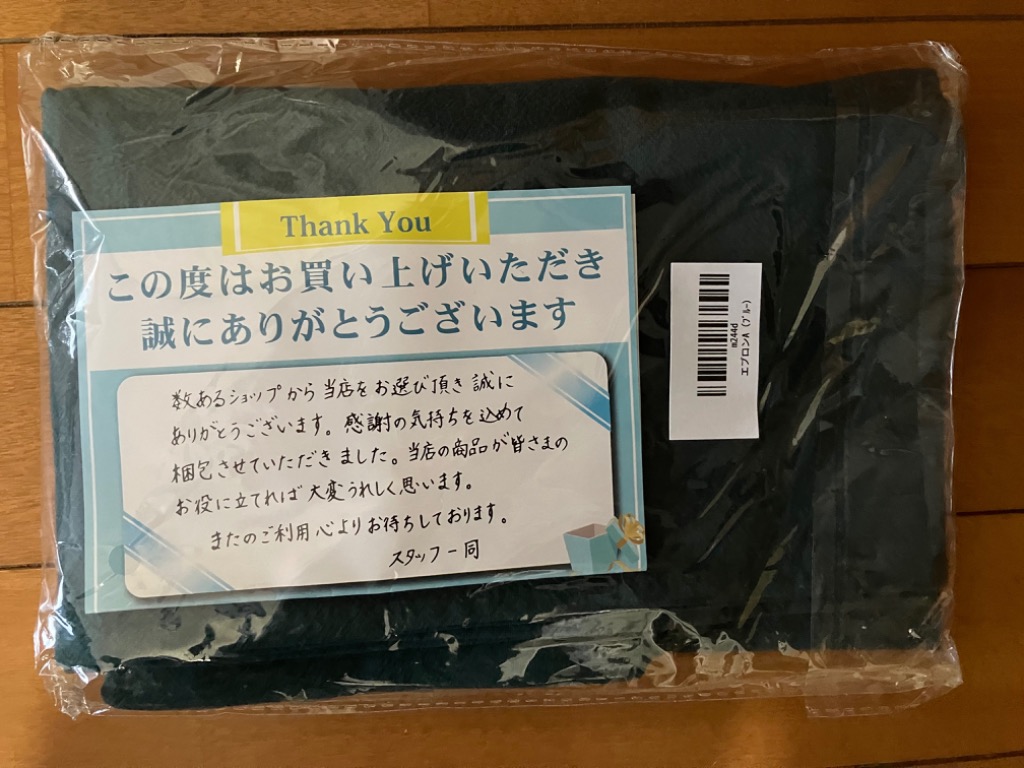 Thank You
この度はお買い上げいただき
誠にありがとうございます
数あるショップから当店をお選び頂き誠に
ありがとうございます。感謝の気持ちを込めて
梱包させていただきました。当店の商品が皆さまの
お役に立てれば大変うれしく思います。
またのご利用心よりお待ちしております。
スタッフ一同
m244d
エプロンA (ブルー)